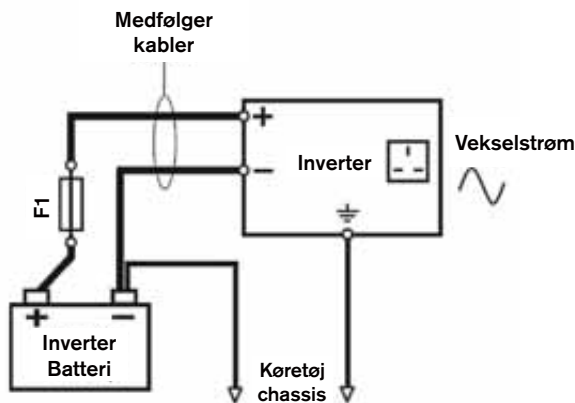 Medfølger
kabler
+
Inverter
Vekselstrøm
−
F1
+ −
Inverter
Batteri
Køretøj
chassis